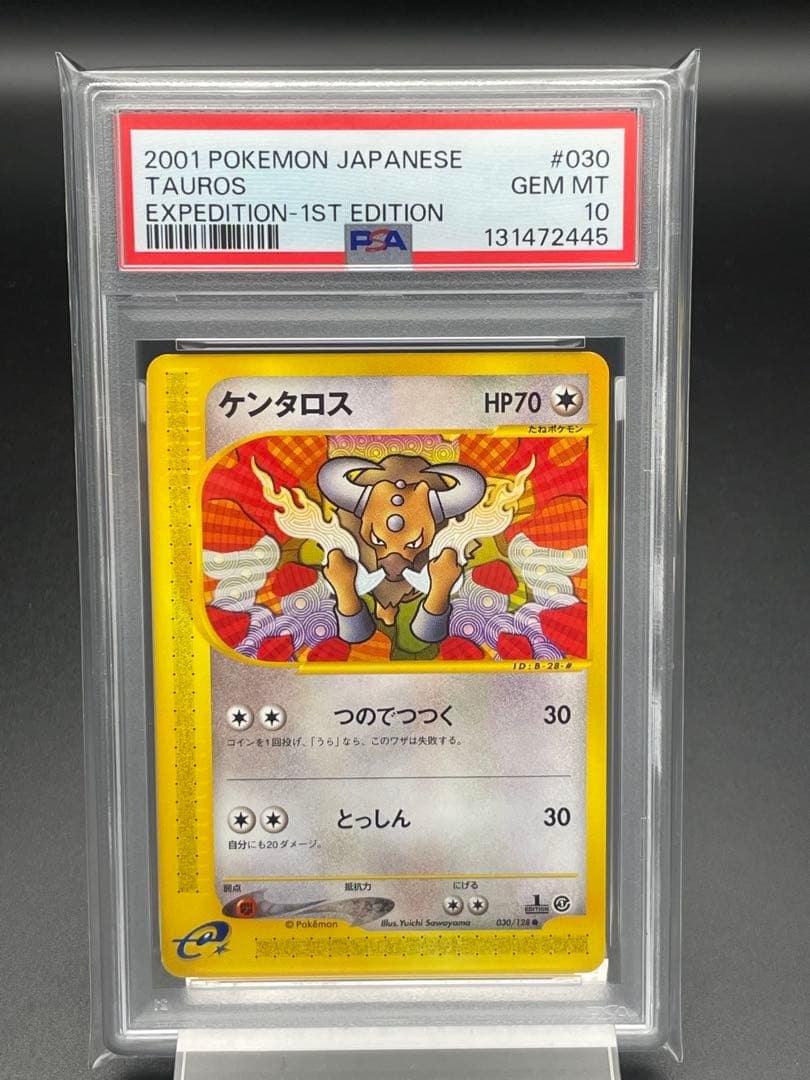 2001 POKEMON JAPANESE #030
TAUROS GEM MT
EXPEDITION-1ST EDITION 10
PSA 131472445
ケンタロス HP70
たねポケモン
ID:B-28-#
つのでつつく 30
コインを1回投げ、「うら」なら、このワザは失敗する。
とっしん 30
自分にも20ダメージ。
弱点 抵抗力 にげる
1 EDITION
© Pokémon Illus. Yuichi Sawayama 030/128
e